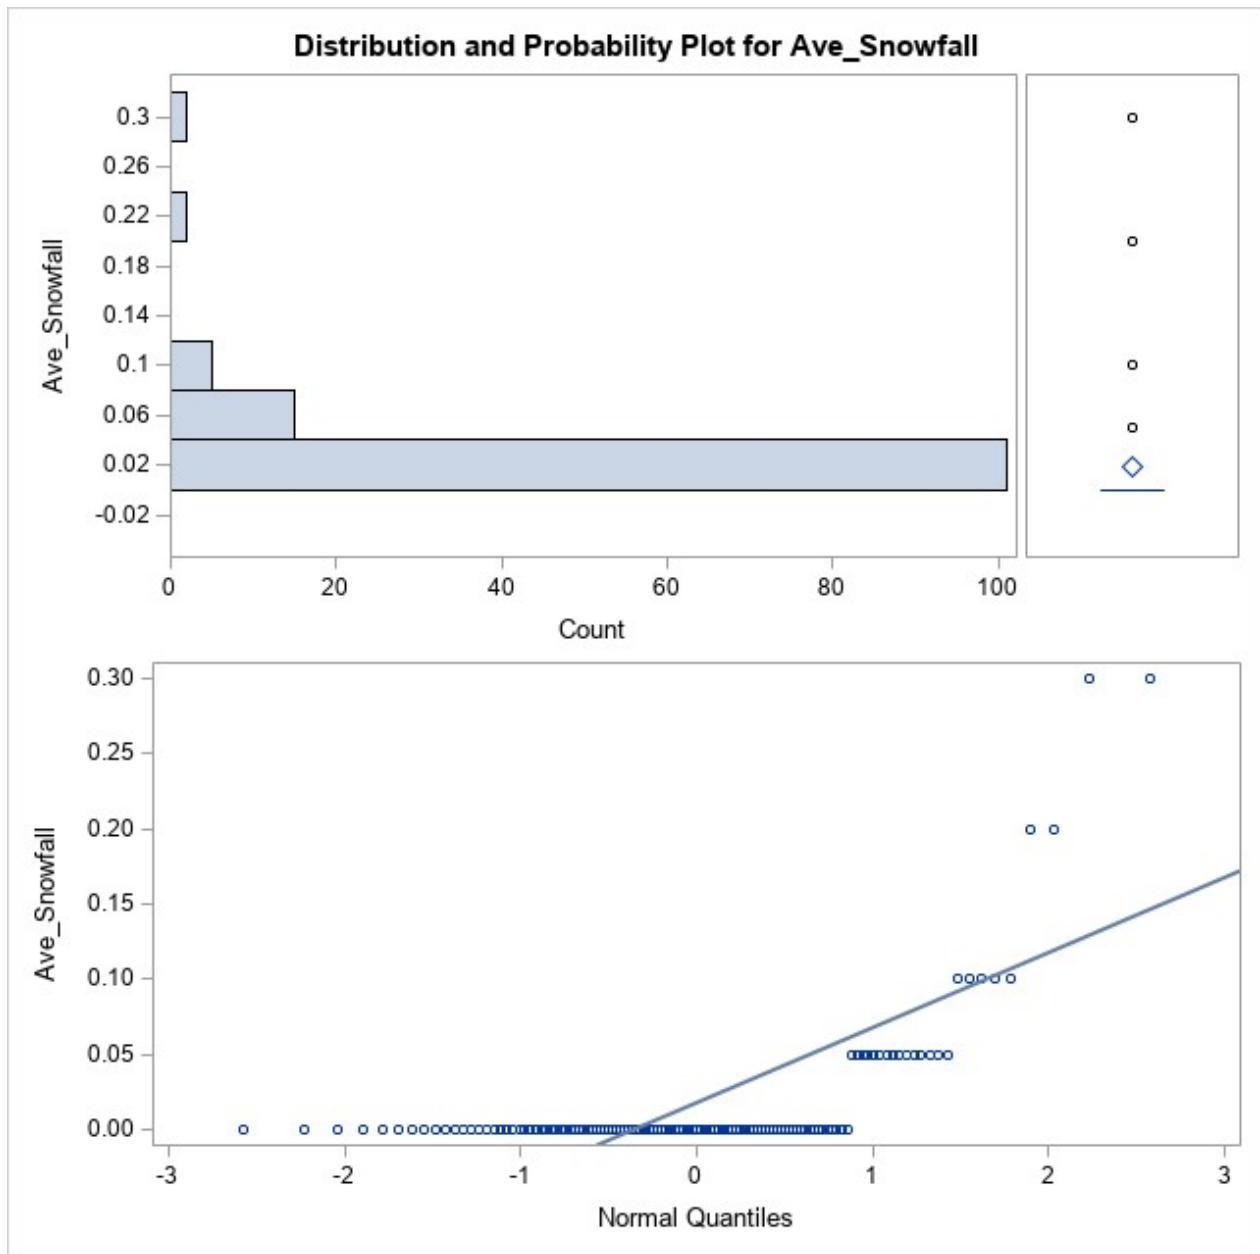 Distribution and Probability Plot for Ave_Snowfall
Ave_Snowfall
0.3
0.26
0.22
0.18
0.14
0.1
0.06
0.02
-0.02
0 20 40 60 80 100
Count
Ave_Snowfall
0.30
0.25
0.20
0.15
0.10
0.05
0.00
-3 -2 -1 0 1 2 3
Normal Quantiles